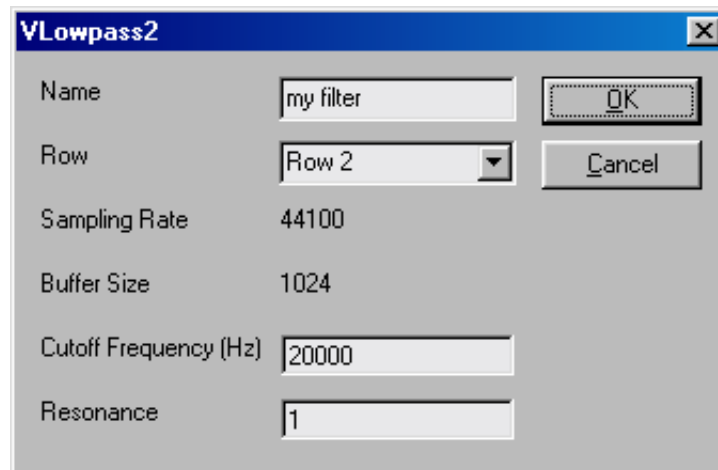 VLowpass2
Name my filter OK
Row Row 2 Cancel
Sampling Rate 44100
Buffer Size 1024
Cutoff Frequency (Hz) 20000
Resonance 1